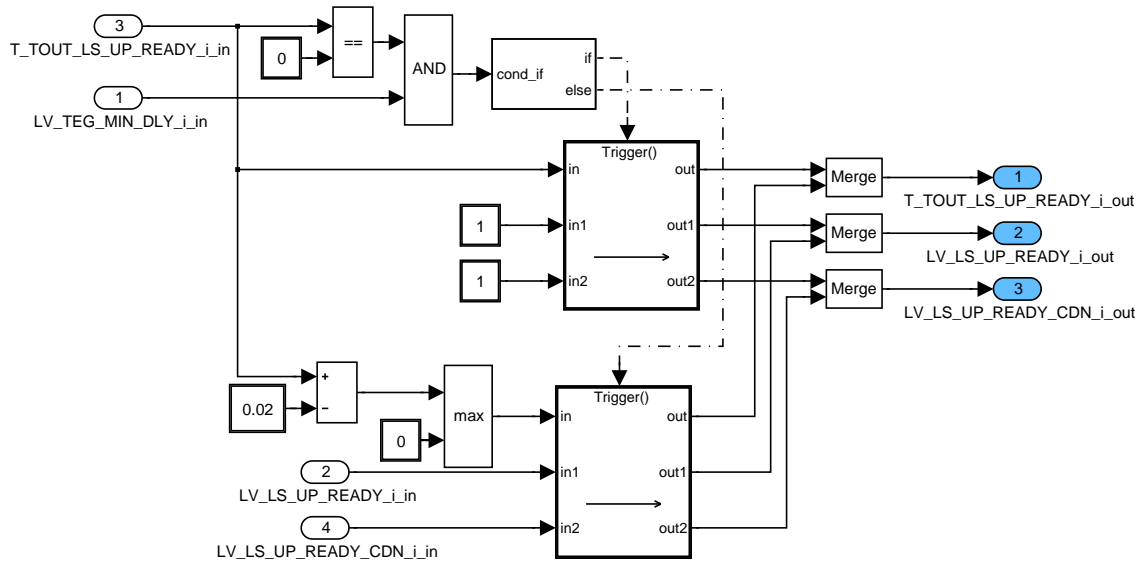 3
T_TOUT_LS_UP_READY_i_in
0
==
1
LV_TEG_MIN_DLY_i_in
AND
cond_if
if
else
Trigger()
in
in1
in2
out
out1
out2
1
1
Merge
Merge
Merge
1
T_TOUT_LS_UP_READY_i_out
2
LV_LS_UP_READY_i_out
3
LV_LS_UP_READY_CDN_i_out
+
−
0.02
max
0
2
LV_LS_UP_READY_i_in
4
LV_LS_UP_READY_CDN_i_in
Trigger()
in
in1
in2
out
out1
out2